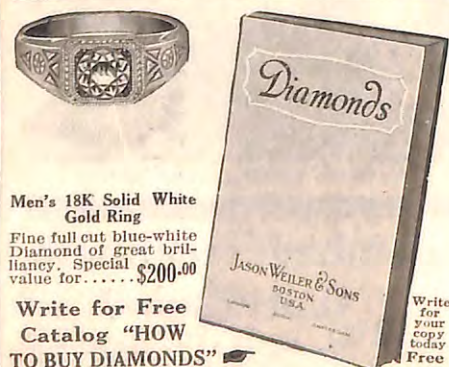 Men's 18K Solid White
Gold Ring
Fine full cut blue-white
Diamond of great bril-
liancy. Special
value for......$200.00
Write for Free
Catalog "HOW
TO BUY DIAMONDS"
Diamonds
JASON WEILER & SONS
BOSTON
U.S.A.
Write
for
your
copy
today
Free